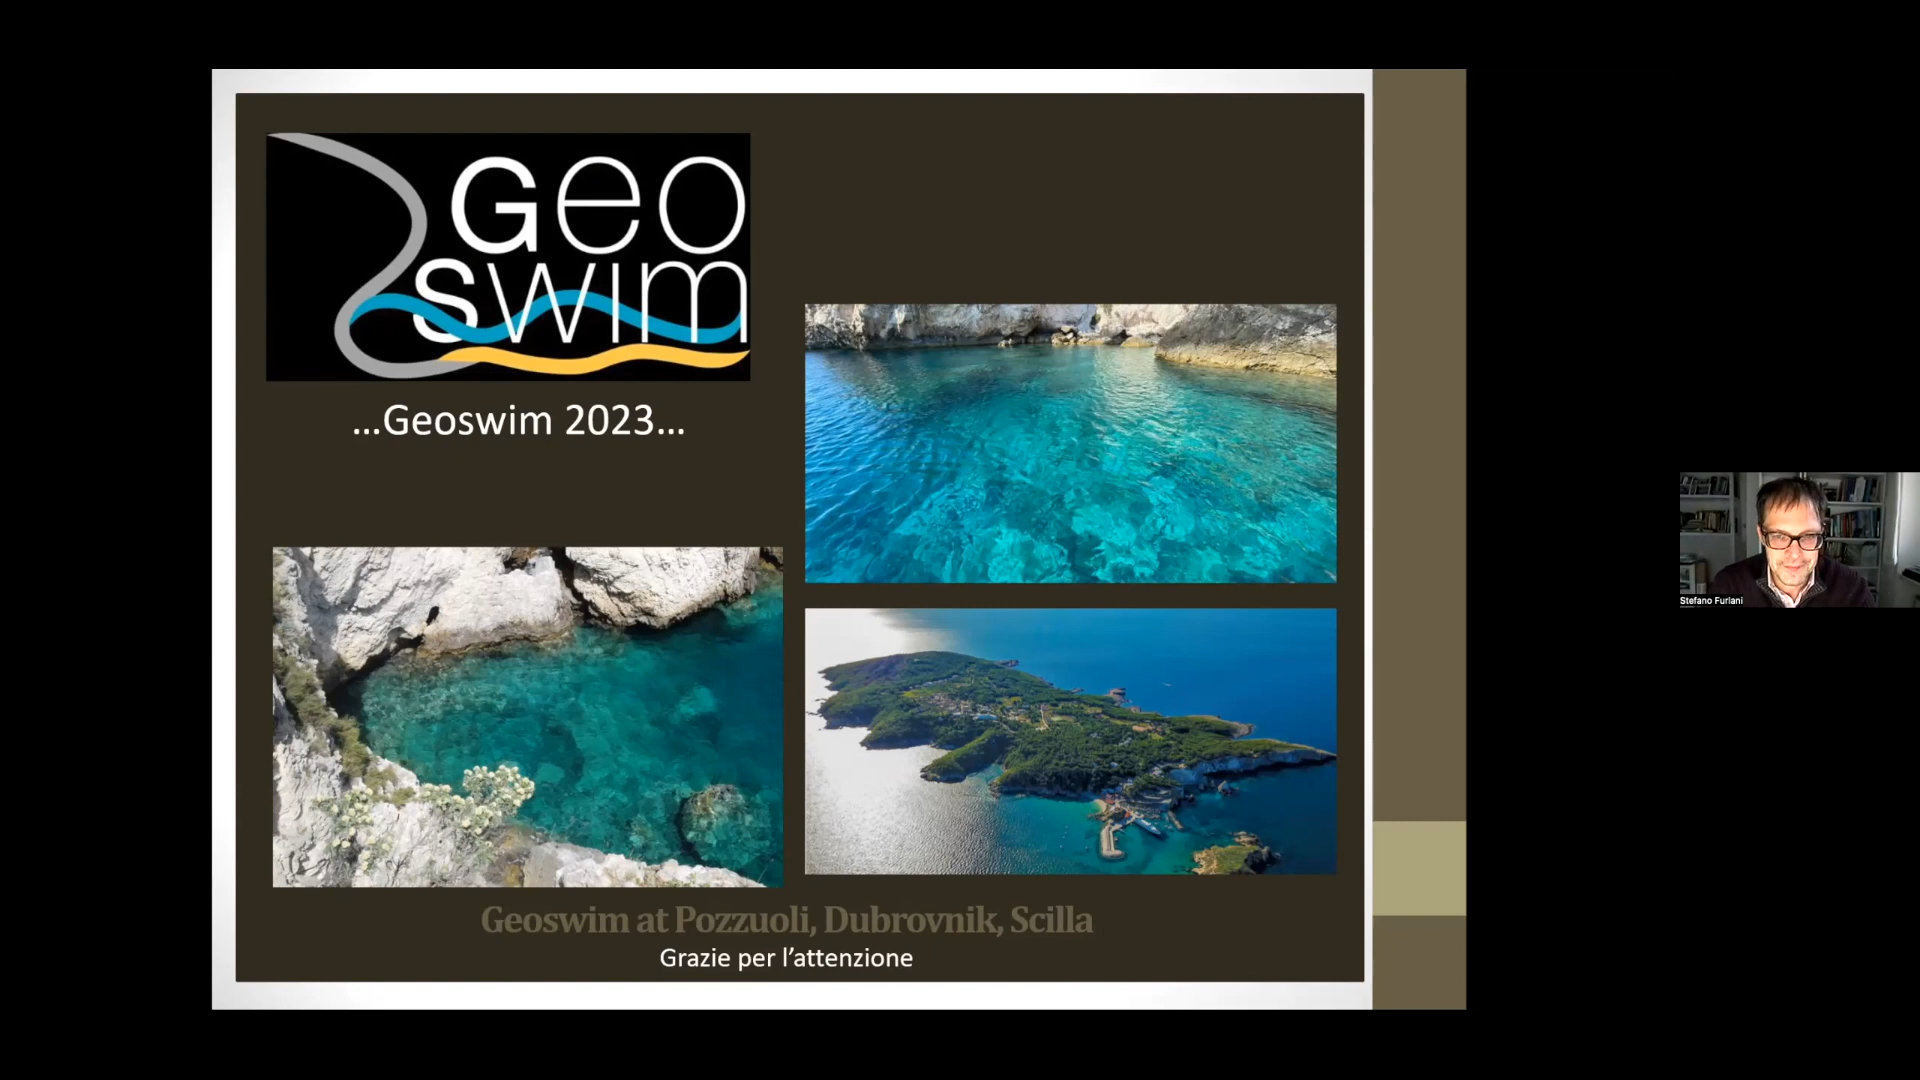 Geo
swim
...Geoswim 2023...
Geoswim at Pozzuoli, Dubrovnik, Scilla
Grazie per l’attenzione
Stefano Furlani